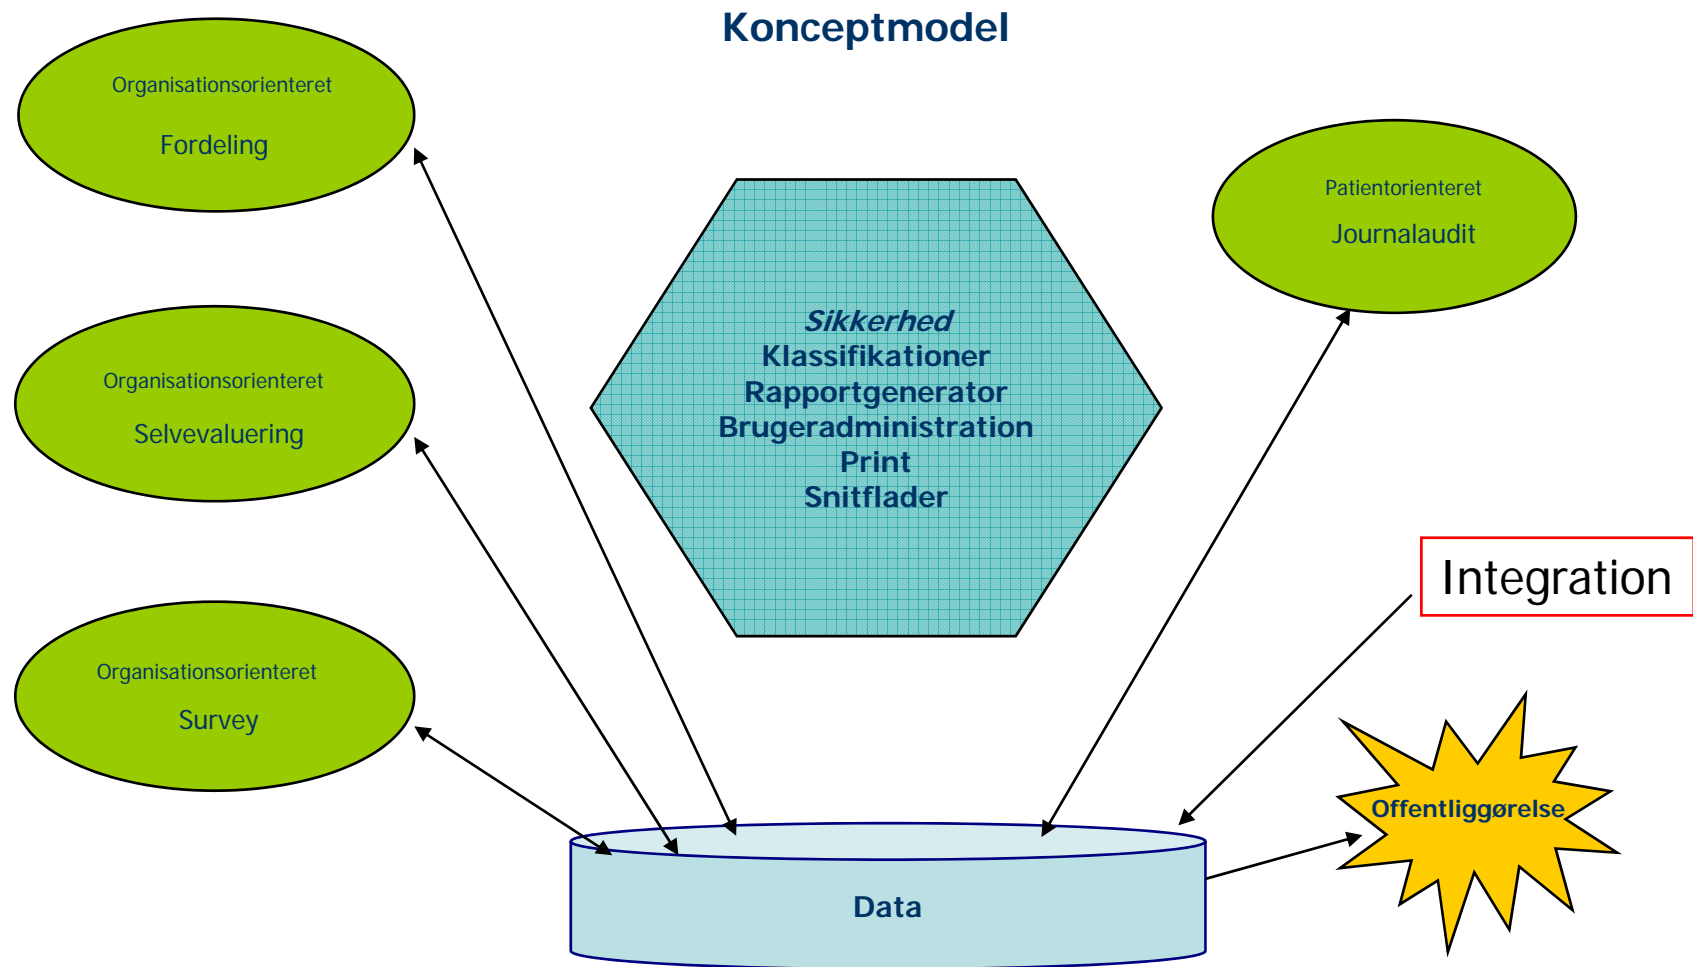 Konceptmodel
Organisationsorienteret
Fordeling
Patientorienteret
Journalaudit
Sikkerhed
Klassifikationer
Rapportgenerator
Brugeradministration
Print
Snitflader
Organisationsorienteret
Selvevaluering
Integration
Organisationsorienteret
Survey
Offentliggørelse
Data